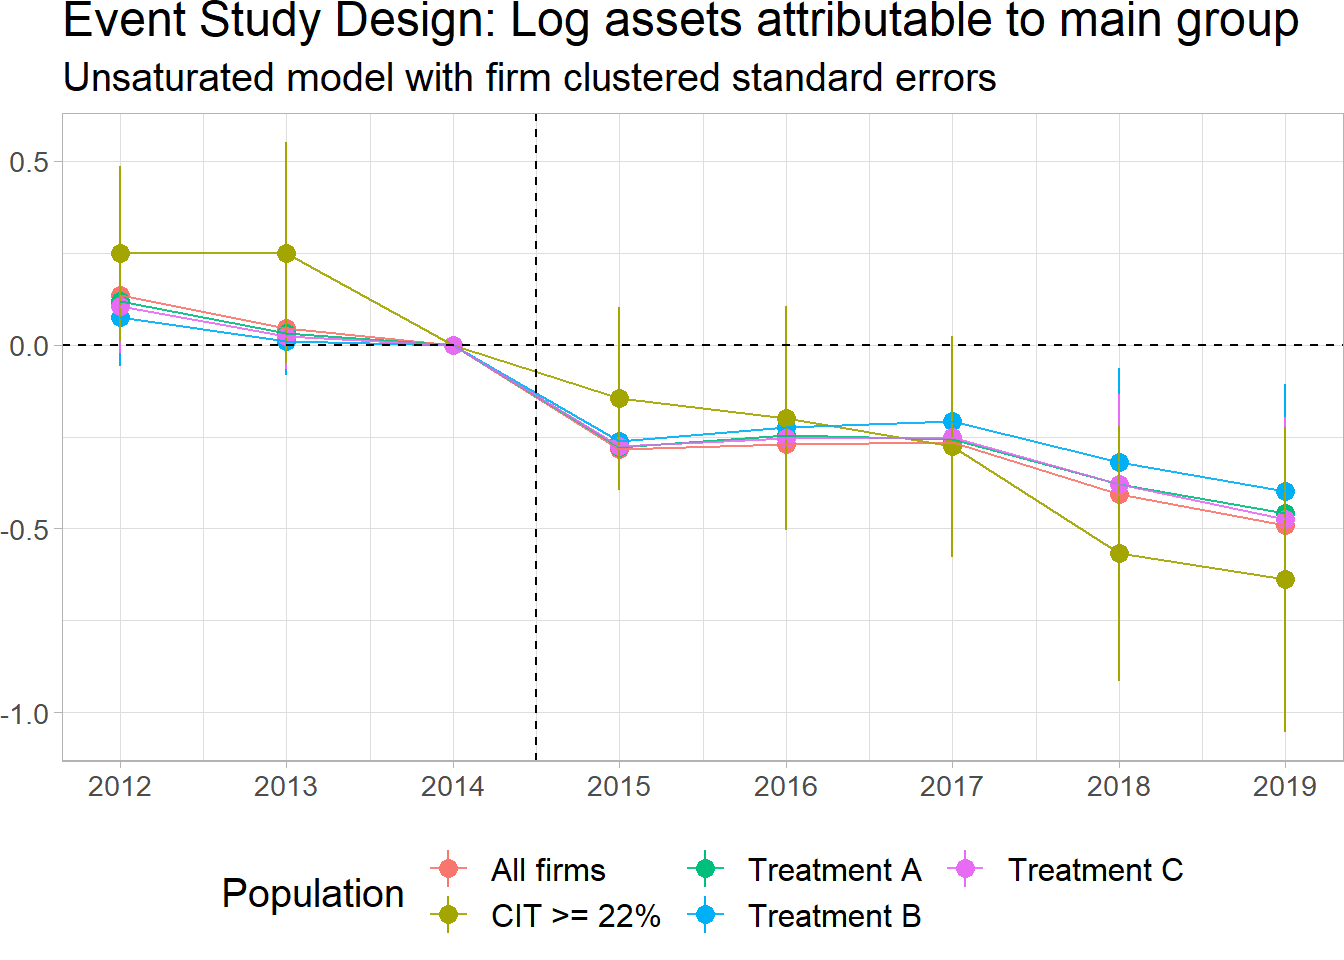 Event Study Design: Log assets attributable to main group
Unsaturated model with firm clustered standard errors
0.5
0.0
-0.5
-1.0
2012 2013 2014 2015 2016 2017 2018 2019
Population
All firms Treatment A Treatment C
CIT >= 22% Treatment B